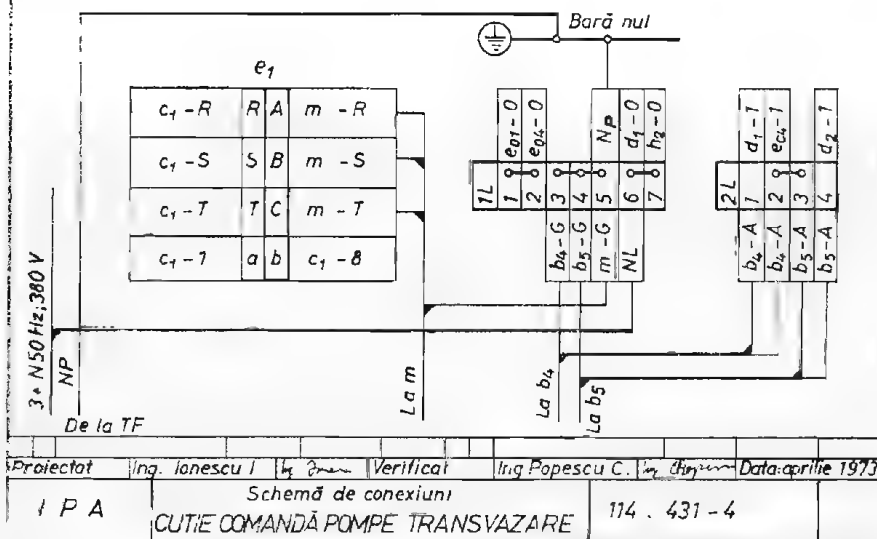 Bară nul
e1
c1-R R A m-R
c1-S S B m-S
c1-T T C m-T
c1-7 a b c1-8
e01-0
e04-0
Np
d1-0
h2-0
1L 1 2 3 4 5 6 7
b4-G
b5-G
m-G
NL
d1-1
ec4-1
d2-1
2L 1 2 3 4
b4-A
b4-A
b5-A
b5-A
3+N50Hz;380V
NP
De la TF
La m
La b4
La b5
Proiectat Ing. Ionescu I Verificat Ing Popescu C. Data:aprilie 1973
I P A
Schemă de conexiuni
CUTIE COMANDĂ POMPE TRANSVAZARE
114.431-4